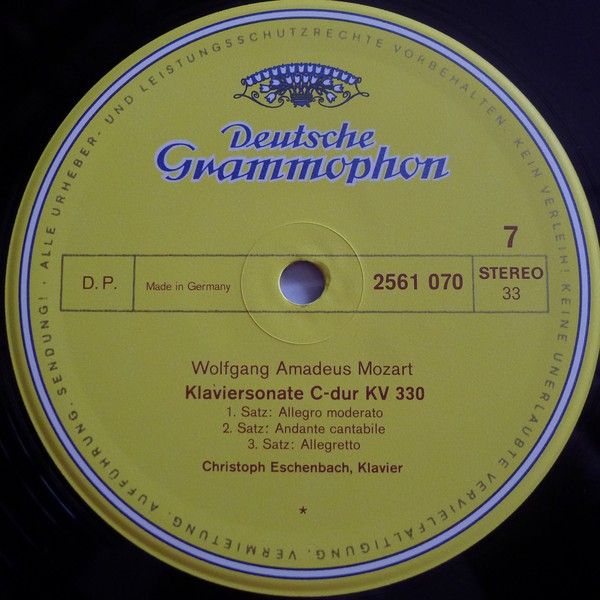 ALLE URHEBER- UND LEISTUNGSSCHUTZRECHTE VORBEHALTEN. KEIN VERLEIH! KEINE UNERLAUBTE VERVIELFÄLTIGUNG, VERMIETUNG, AUFFÜHRUNG, SENDUNG!
Deutsche
Grammophon
7
D. P.
Made in Germany
2561 070
STEREO
33
Wolfgang Amadeus Mozart
Klaviersonate C-dur KV 330
1. Satz: Allegro moderato
2. Satz: Andante cantabile
3. Satz: Allegretto
Christoph Eschenbach, Klavier
*